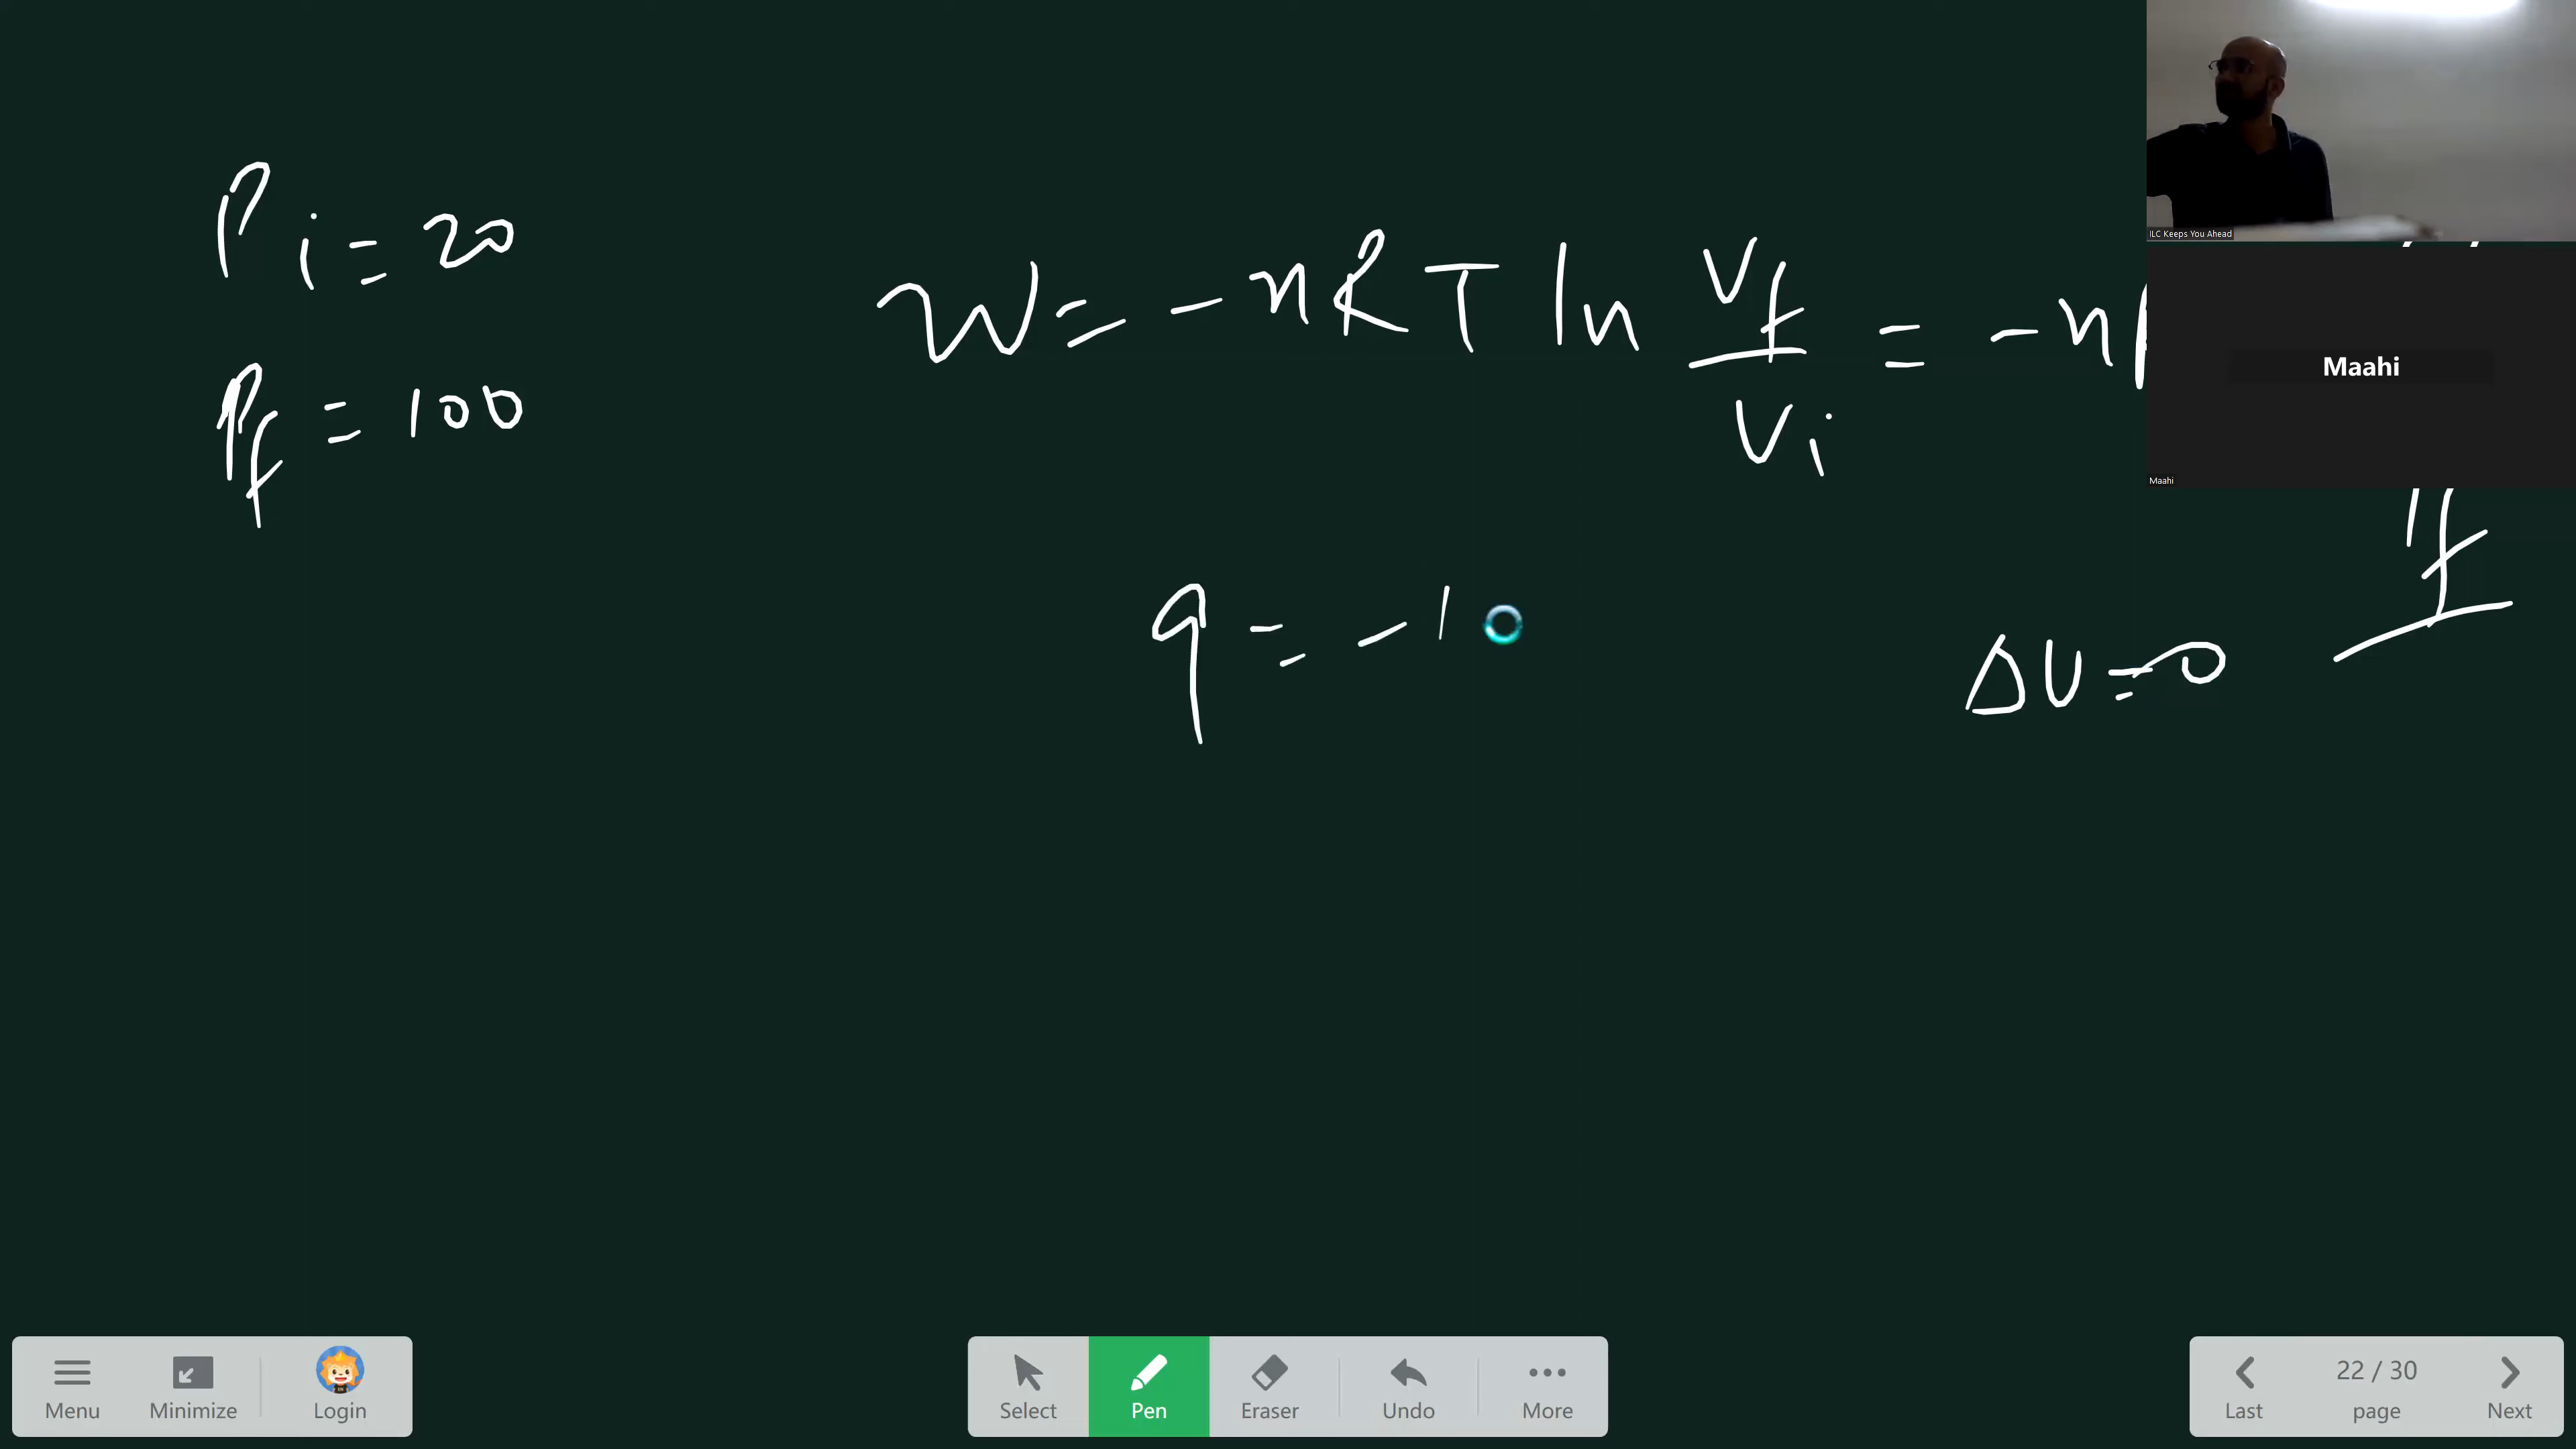 ILC Keeps You Ahead
Pi = 20
W = -nRT ln Vf/Vi = -n
Maahi
Maahi
Pf = 100
q = -1
ΔU = 0
f
Menu
Minimize
Login
Select
Pen
Eraser
Undo
More
Last
22 / 30
page
Next